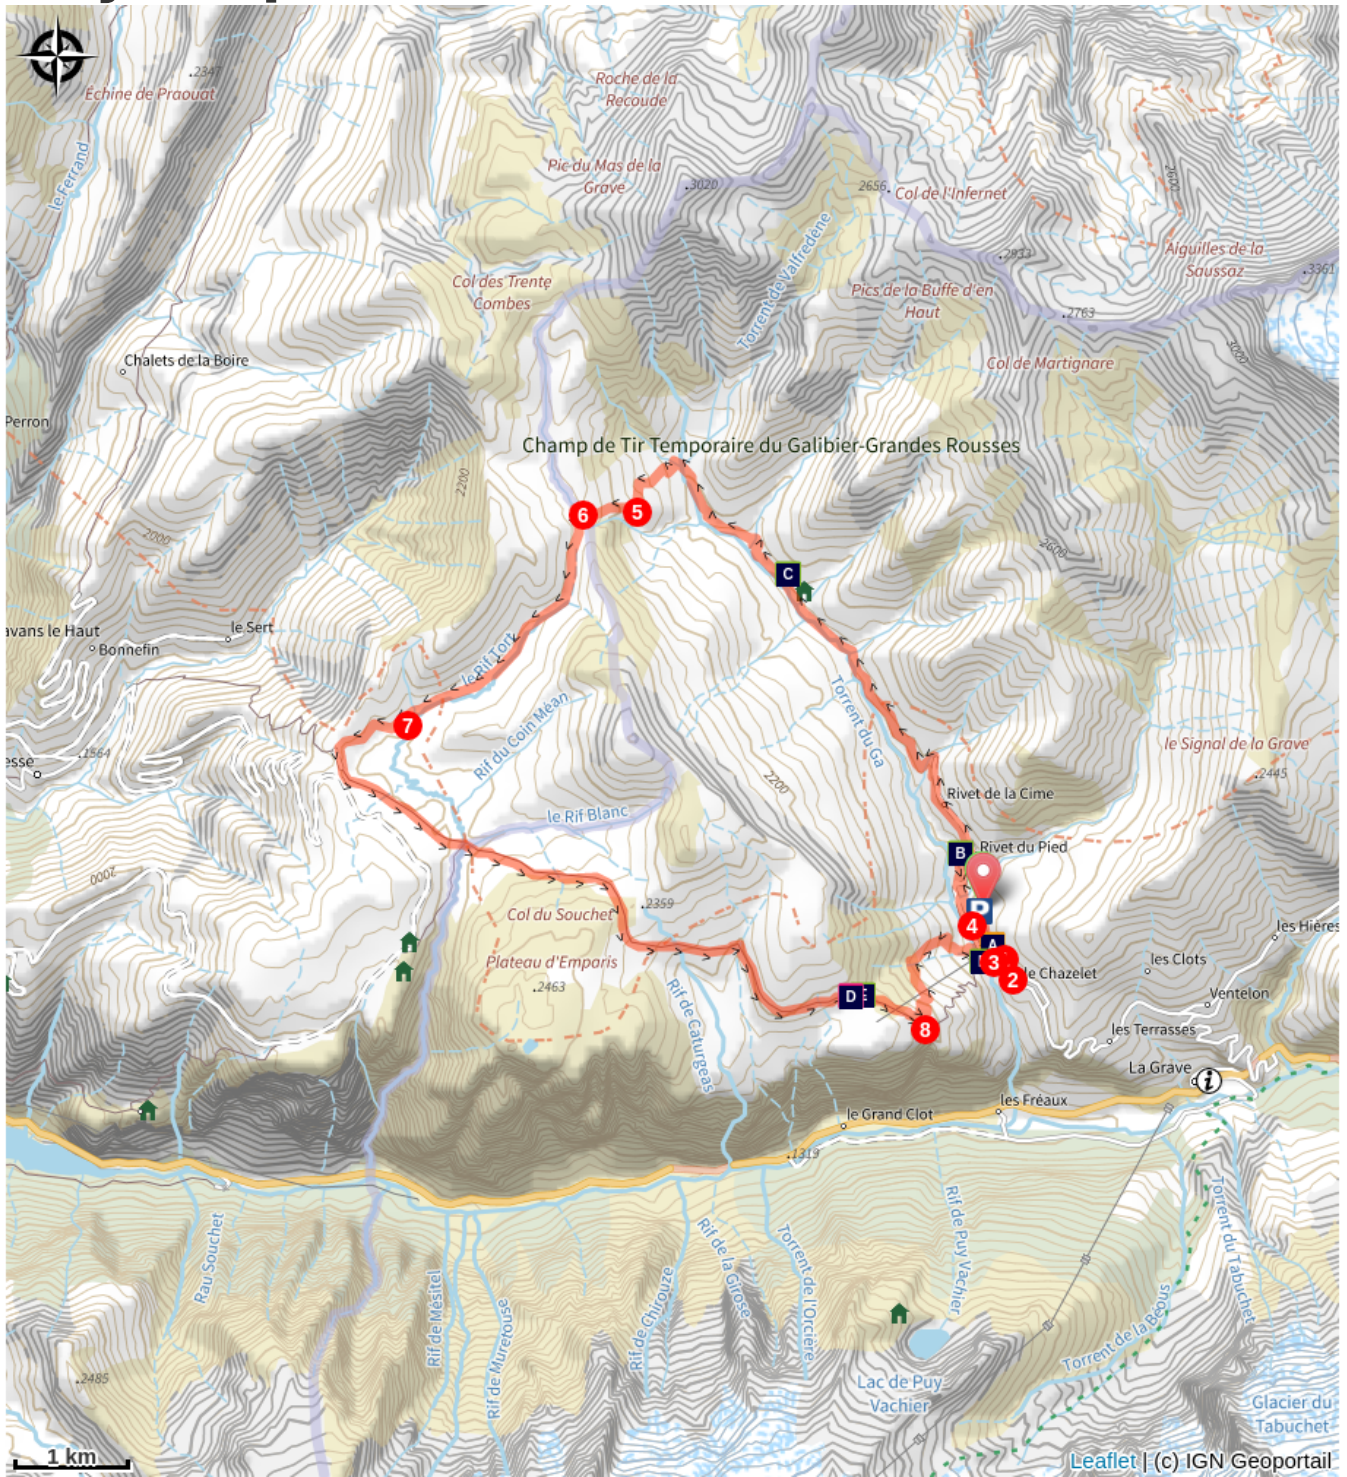 .2347
Échine de Praouat
Roche de la
Recoude
le Ferrand
Pic du Mas de la
Grave
.3020
2656.
Col de l'Infernet
2600
Torrent de Valfredène
.2933
Aiguilles de la
Saussaz
.3361
Col des Trente
Combes
Pics de la Buffe d'en
Haut
.2763
3000
Chalets de la Boire
Col de Martignare
Perron
Champ de Tir Temporaire du Galibier-Grandes Rousses
2200
6
5
2000
2600
C
avans le Haut
le Sert
Bonnefin
le Rif Tort
Torrent du Ga
7
Rif du Coin Méan
le Signal de la Grave
.1564
esse
2200
.2445
Rivet de la Cime
le Rif Blanc
B
Rivet du Pied
2000
Col du Souchet
.2359
P
4
les Hières
A
Plateau d'Emparis
3
le Chazelet
les Clots
2
.2463
D
E
Ventelon
Rif de Caturgeas
8
les Terrasses
La Grave
i
les Fréaux
le Grand Clot
.1319
Rau Souchet
Rif de Mésitel
Rif de Muretouse
Rif de Chirouze
Rif de la Girose
Torrent de l'Orcière
Rif de Puy Vachier
Torrent du Tabuchet
Torrent de la Béous
.2485
Lac de Puy
Vachier
Glacier du
Tabuchet
1 km
Leaflet | (c) IGN Geoportail